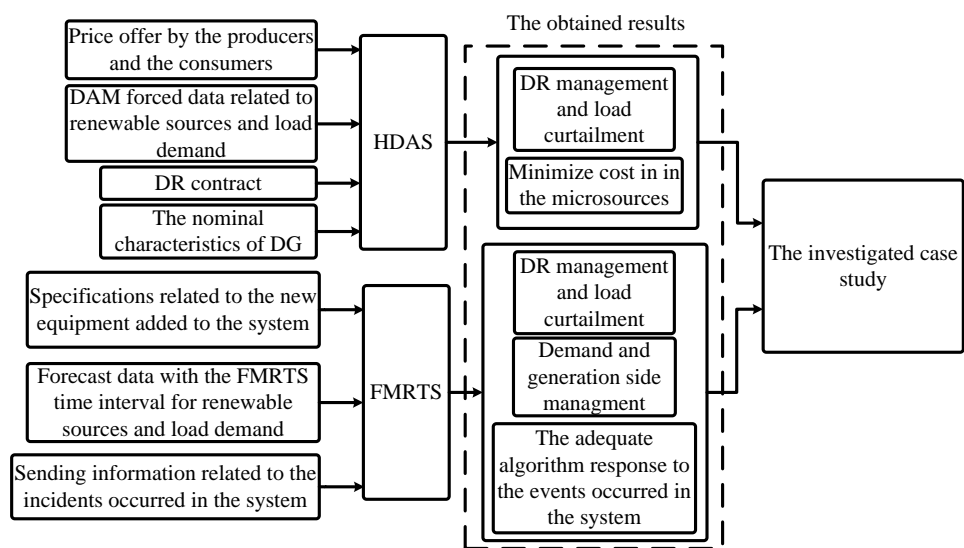 The obtained results
Price offer by the producers
and the consumers
DAM forced data related to
renewable sources and load
demand
DR contract
The nominal
characteristics of DG
HDAS
DR management
and load
curtailment
Minimize cost in in
the microsources
Specifications related to the new
equipment added to the system
Forecast data with the FMRTS
time interval for renewable
sources and load demand
Sending information related to the
incidents occurred in the system
FMRTS
DR management
and load
curtailment
Demand and
generation side
managment
The adequate
algorithm response to
the events occurred in
the system
The investigated case
study